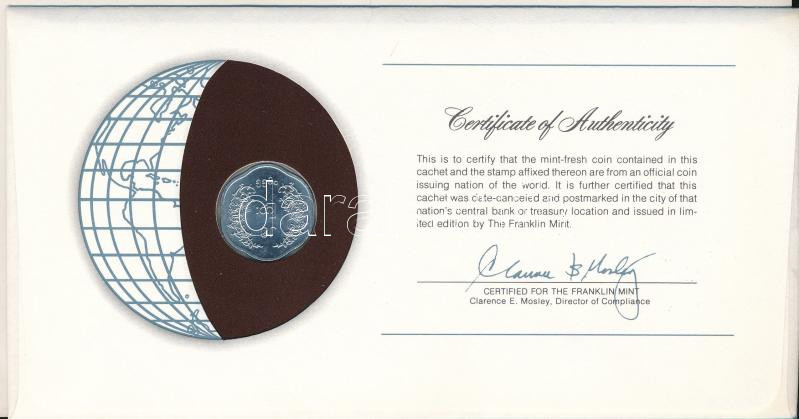 Certificate of Authenticity
This is to certify that the mint-fresh coin contained in this
cachet and the stamp affixed thereon are from an official coin
issuing nation of the world. It is further certified that this
cachet was date-canceled and postmarked in the city of that
nation's central bank or treasury location and issued in lim-
ited edition by The Franklin Mint.
Clarence E Mosley
CERTIFIED FOR THE FRANKLIN MINT
Clarence E. Mosley, Director of Compliance
dara